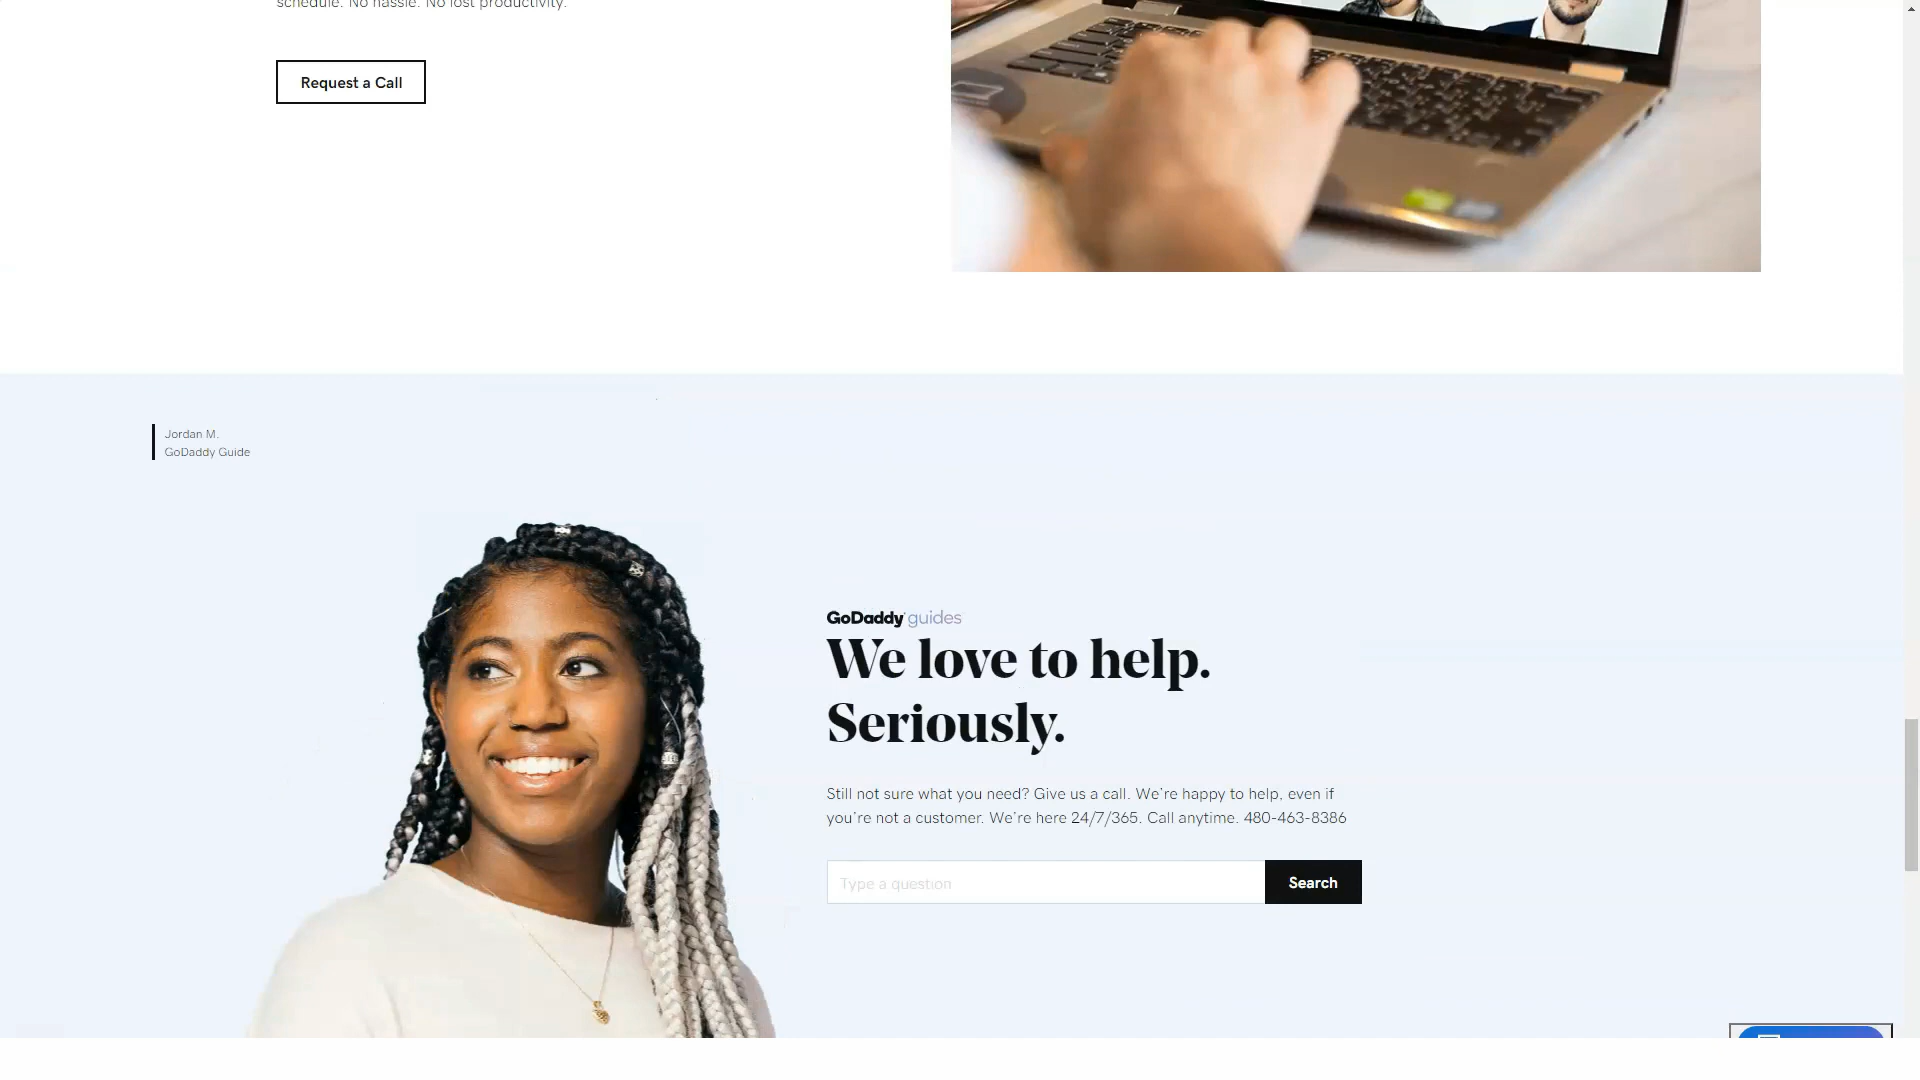 schedule. No hassle. No lost productivity.
Request a Call
Jordan M.
GoDaddy Guide
GoDaddy guides
We love to help.
Seriously.
Still not sure what you need? Give us a call. We're happy to help, even if
you're not a customer. We're here 24/7/365. Call anytime. 480-463-8386
Type a question
Search